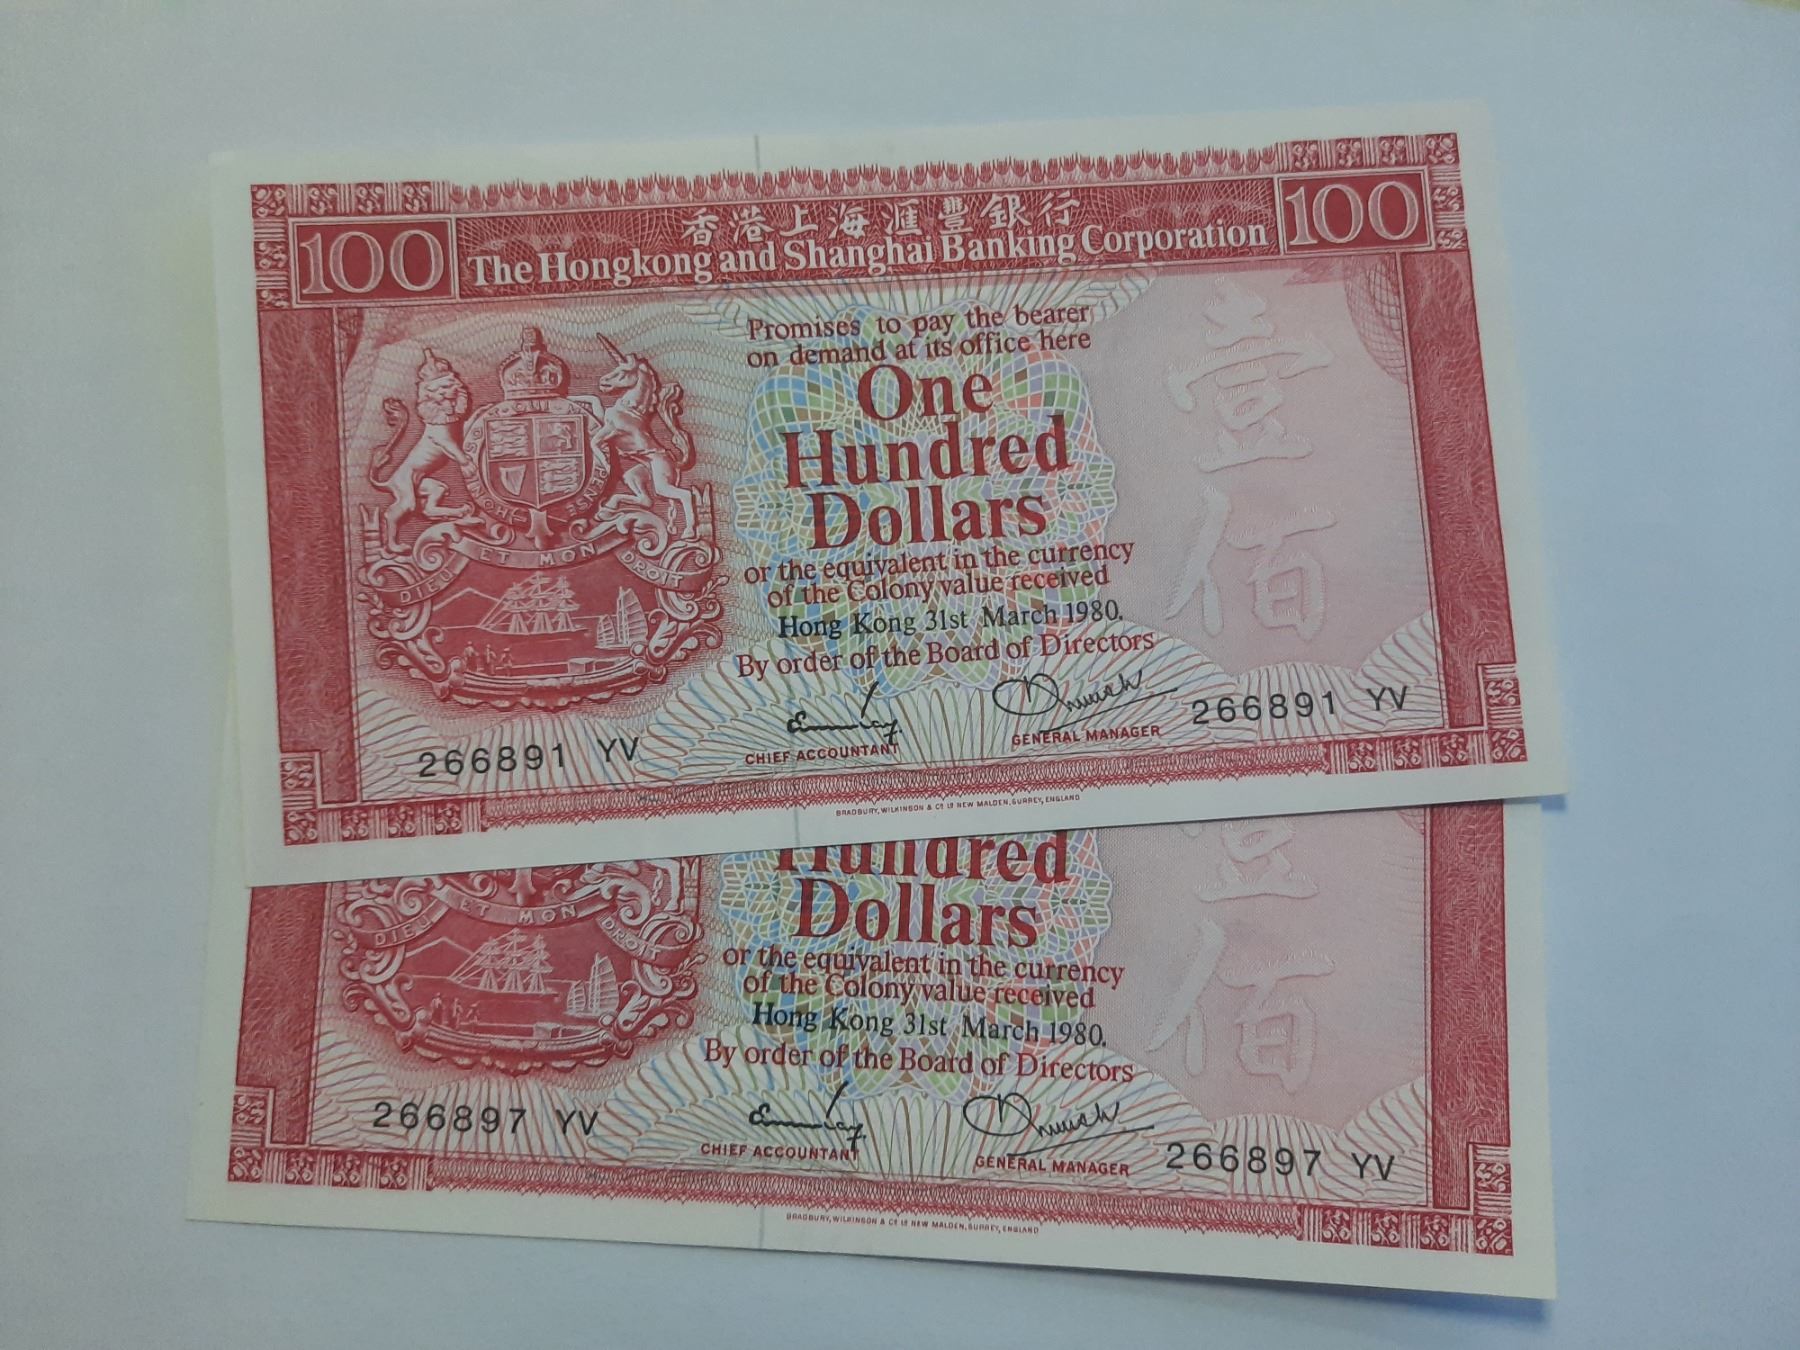 100
香港上海滙豐銀行
The Hongkong and Shanghai Banking Corporation
100
Promises to pay the bearer
on demand at its office here
One
Hundred
Dollars
or the equivalent in the currency
of the Colony value received
Hong Kong 31st March 1980.
By order of the Board of Directors
壹
佰
DIEU ET MON DROIT
266891 YV
CHIEF ACCOUNTANT
GENERAL MANAGER
266891 YV
BRADBURY, WILKINSON & Cº Lᴅ NEW MALDEN, SURREY, ENGLAND
Hundred
Dollars
or the equivalent in the currency
of the Colony value received
Hong Kong 31st March 1980.
By order of the Board of Directors
壹
佰
DIEU ET MON DROIT
266897 YV
CHIEF ACCOUNTANT
GENERAL MANAGER
266897 YV
BRADBURY, WILKINSON & Cº Lᴅ NEW MALDEN, SURREY, ENGLAND